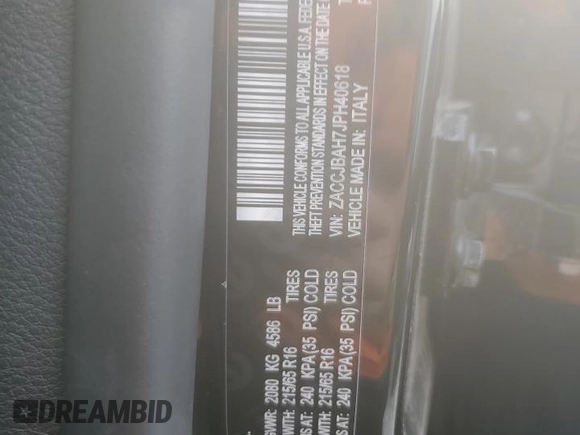 GVWR: 2080 KG 4586 LB
WITH: 215/65 R16 TIRES
AT: 240 KPA(35 PSI) COLD
WITH: 215/65 R16 TIRES
IS AT: 240 KPA(35 PSI) COLD
THIS VEHICLE CONFORMS TO ALL APPLICABLE U.S.A. FEDE
THEFT PREVENTION STANDARDS IN EFFECT ON THE DATE
VIN: ZACCJBAH7JPH40618
VEHICLE MADE IN: ITALY
DREAMBID